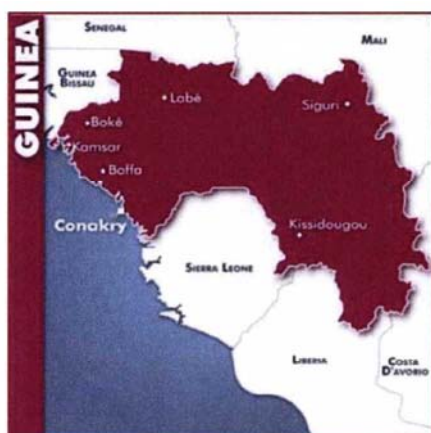 SENEGAL
MALI
GUINEA
BISSAU
GUINEA
Labé
Siguri
Boké
Kamsar
Boffa
Conakry
Kissidougou
SIERRA LEONE
LIBERIA
COSTA
D'AVORIO